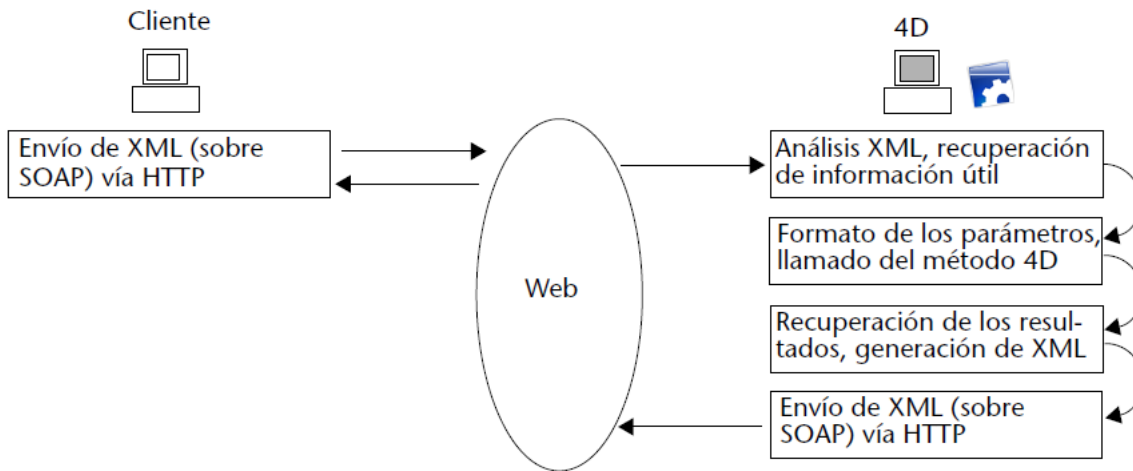 Cliente
4D
Envío de XML (sobre
SOAP) vía HTTP
Análisis XML, recuperación
de información útil
Formato de los parámetros,
llamado del método 4D
Web
Recuperación de los resul-
tados, generación de XML
Envío de XML (sobre
SOAP) vía HTTP